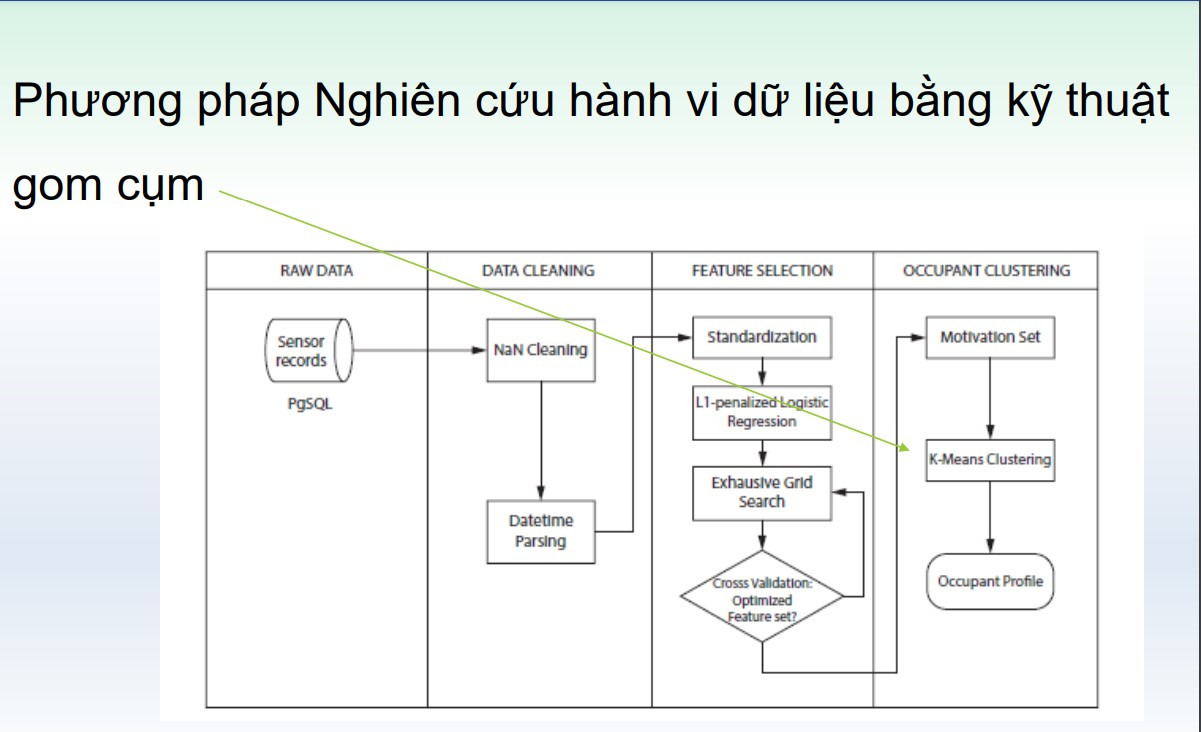 Phương pháp Nghiên cứu hành vi dữ liệu bằng kỹ thuật
gom cụm
RAW DATA
DATA CLEANING
FEATURE SELECTION
OCCUPANT CLUSTERING
Sensor
records
PgSQL
NaN Cleaning
Datetime
Parsing
Standardization
L1-penalized Logistic
Regression
Exhausive Grid
Search
Crosss Validation:
Optimized
Feature set?
Motivation Set
K-Means Clustering
Occupant Profile